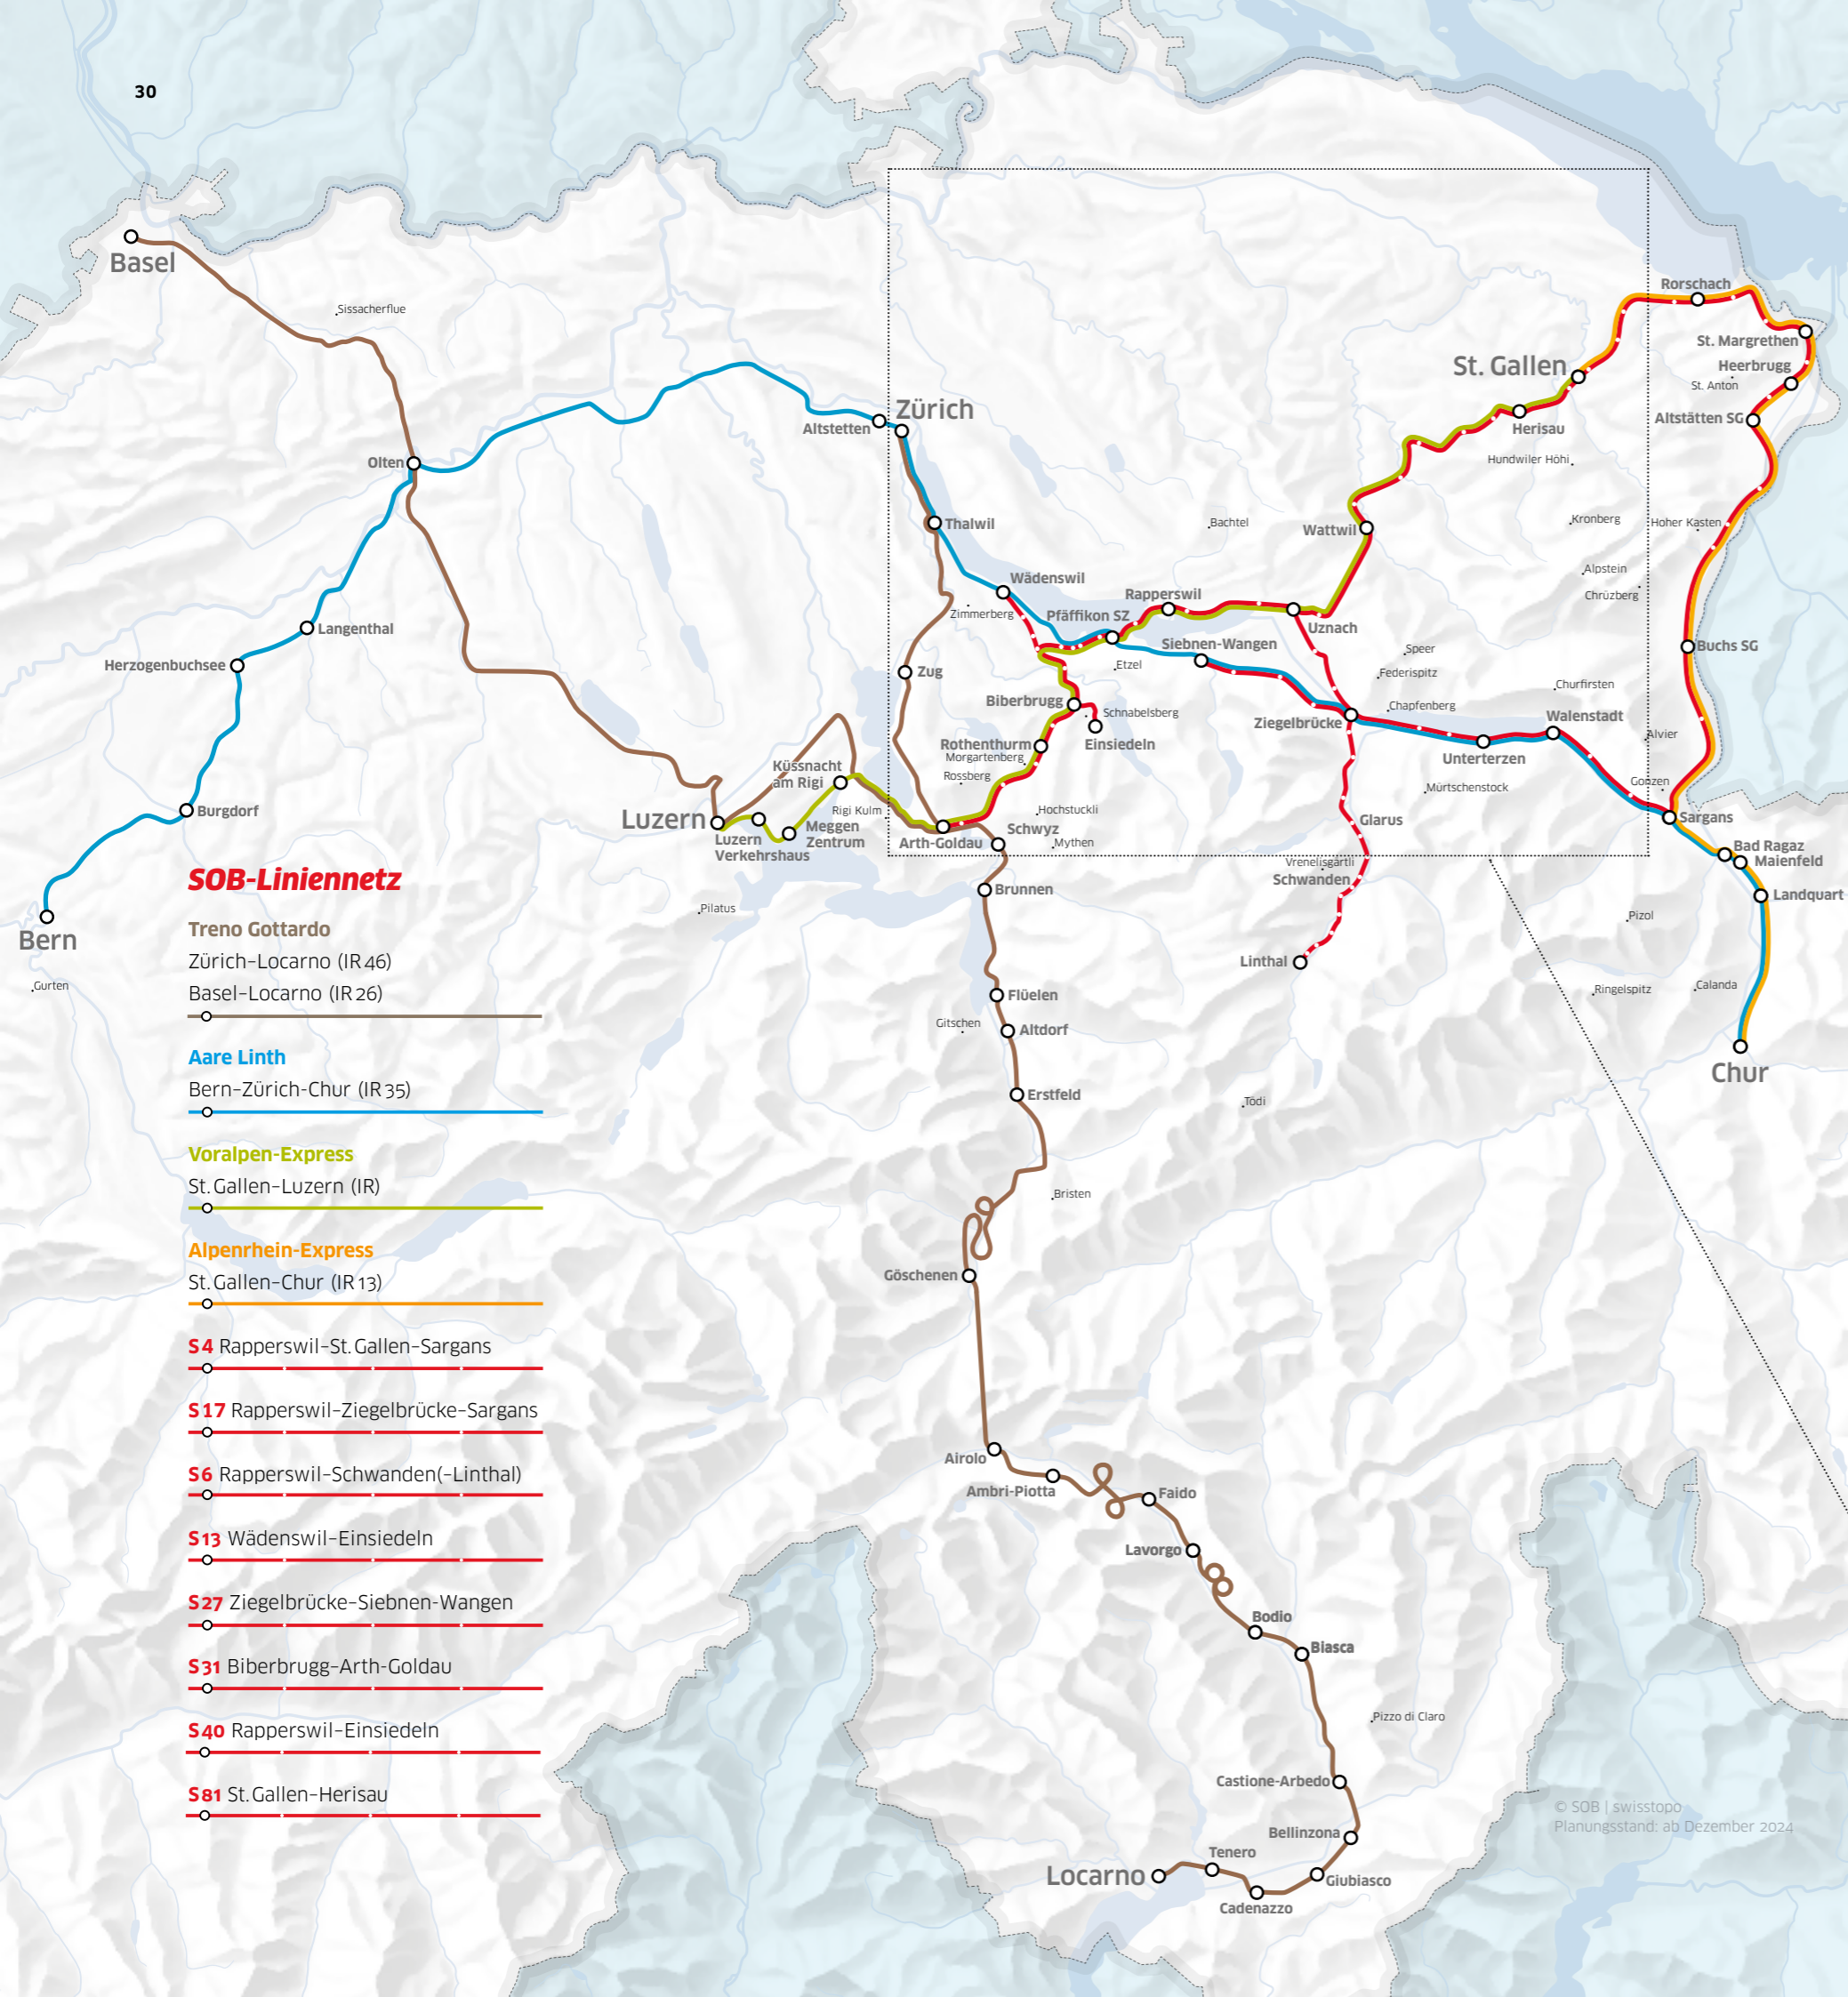 30
Basel
Sissacherflue
Rorschach
St. Margrethen
St. Gallen
Heerbrugg
St. Anton
Zürich
Altstetten
Altstätten SG
Herisau
Olten
Hundwiler Höhi
Thalwil
Bachtel
Wattwil
Kronberg
Hoher Kasten
Alpstein
Wädenswil
Chrüzberg
Rapperswil
Zimmerberg
Pfäffikon SZ
Langenthal
Uznach
Siebnen-Wangen
Buchs SG
Speer
Herzogenbuchsee
Etzel
Zug
Federispitz
Churfirsten
Biberbrugg
Chapfenberg
Schnabelsberg
Ziegelbrücke
Walenstadt
Alvier
Rothenthurm
Einsiedeln
Morgartenberg
Unterterzen
Küssnacht
am Rigi
Rossberg
Gonzen
Mürtschenstock
Burgdorf
Rigi Kulm
Hochstuckli
Luzern
Glarus
Sargans
Meggen
Zentrum
Schwyz
Luzern
Verkehrshaus
Arth-Goldau
Mythen
Bad Ragaz
Maienfeld
Vrenelisgärtli
Schwanden
Brunnen
Landquart
Pilatus
Pizol
Bern
Linthal
Gurten
Calanda
Ringelspitz
Flüelen
Gitschen
Altdorf
Chur
Erstfeld
Tödi
Bristen
Göschenen
Airolo
Ambri-Piotta
Faido
Lavorgo
Bodio
Biasca
Pizzo di Claro
Castione-Arbedo
Bellinzona
Tenero
Locarno
Giubiasco
Cadenazzo
SOB-Liniennetz
Treno Gottardo
Zürich–Locarno (IR 46)
Basel–Locarno (IR 26)
Aare Linth
Bern–Zürich-Chur (IR 35)
Voralpen-Express
St. Gallen–Luzern (IR)
Alpenrhein-Express
St. Gallen–Chur (IR 13)
S4 Rapperswil–St. Gallen–Sargans
S17 Rapperswil–Ziegelbrücke–Sargans
S6 Rapperswil–Schwanden(–Linthal)
S13 Wädenswil–Einsiedeln
S27 Ziegelbrücke–Siebnen-Wangen
S31 Biberbrugg–Arth-Goldau
S40 Rapperswil–Einsiedeln
S81 St. Gallen–Herisau
© SOB | swisstopo
Planungsstand: ab Dezember 2024